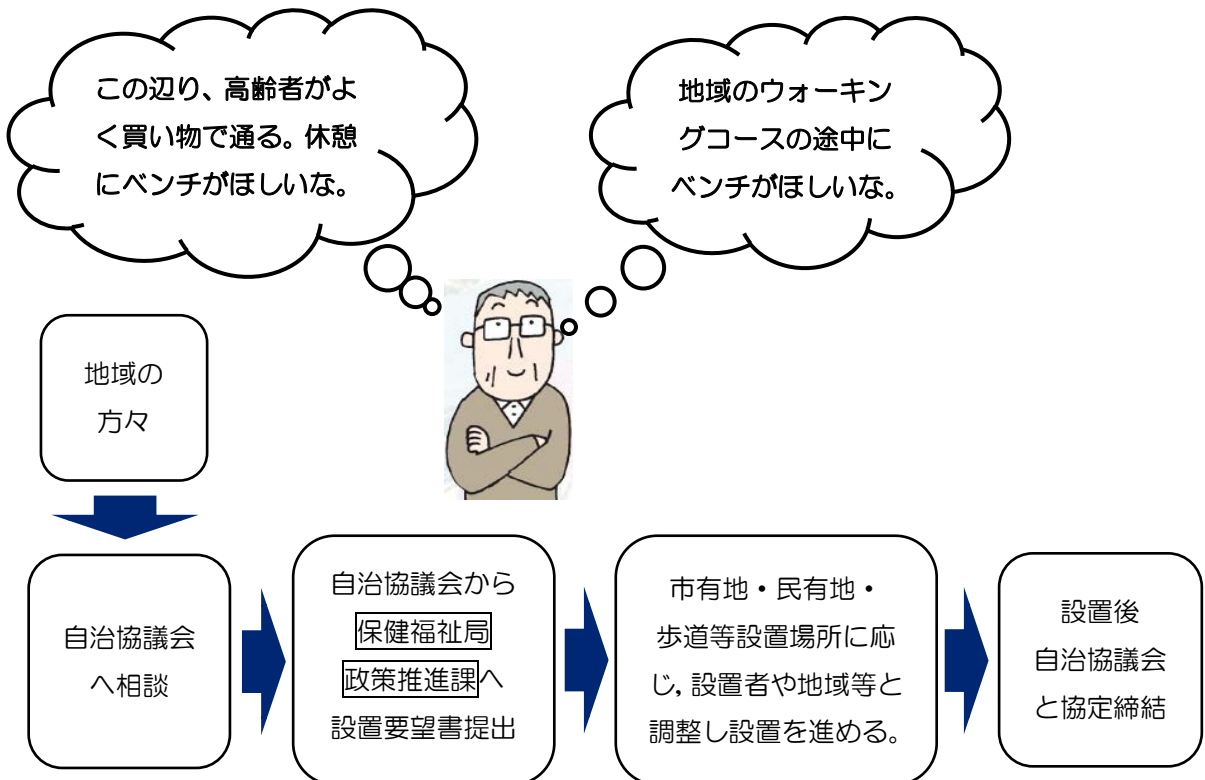 この辺り、高齢者がよ
く買い物で通る。休憩
にベンチがほしいな。
地域のウォーキン
グコースの途中に
ベンチがほしいな。
地域の
方々
自治協議会
へ相談
自治協議会から
保健福祉局
政策推進課へ
設置要望書提出
市有地・民有地・
歩道等設置場所に応
じ,設置者や地域等と
調整し設置を進める。
設置後
自治協議会
と協定締結